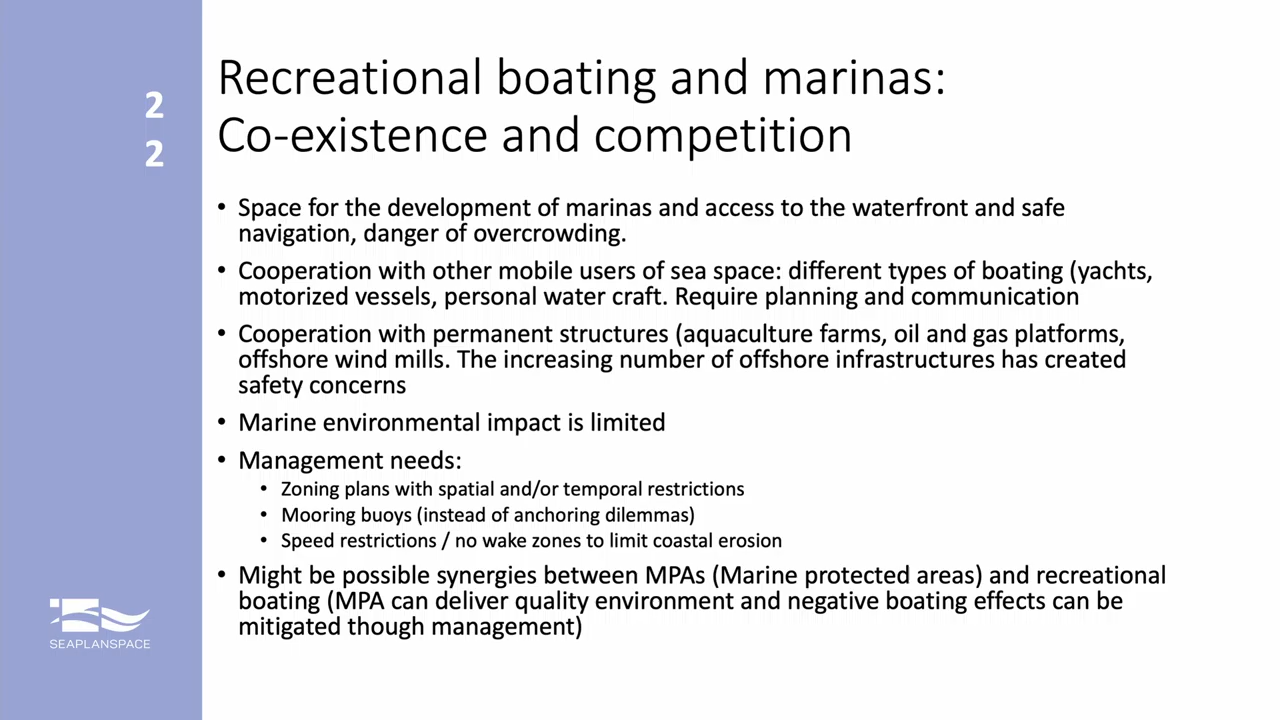 2
2
Recreational boating and marinas:
Co-existence and competition
• Space for the development of marinas and access to the waterfront and safe
navigation, danger of overcrowding.
• Cooperation with other mobile users of sea space: different types of boating (yachts,
motorized vessels, personal water craft. Require planning and communication
• Cooperation with permanent structures (aquaculture farms, oil and gas platforms,
offshore wind mills. The increasing number of offshore infrastructures has created
safety concerns
• Marine environmental impact is limited
• Management needs:
• Zoning plans with spatial and/or temporal restrictions
• Mooring buoys (instead of anchoring dilemmas)
• Speed restrictions / no wake zones to limit coastal erosion
• Might be possible synergies between MPAs (Marine protected areas) and recreational
boating (MPA can deliver quality environment and negative boating effects can be
mitigated though management)
SEAPLANSPACE